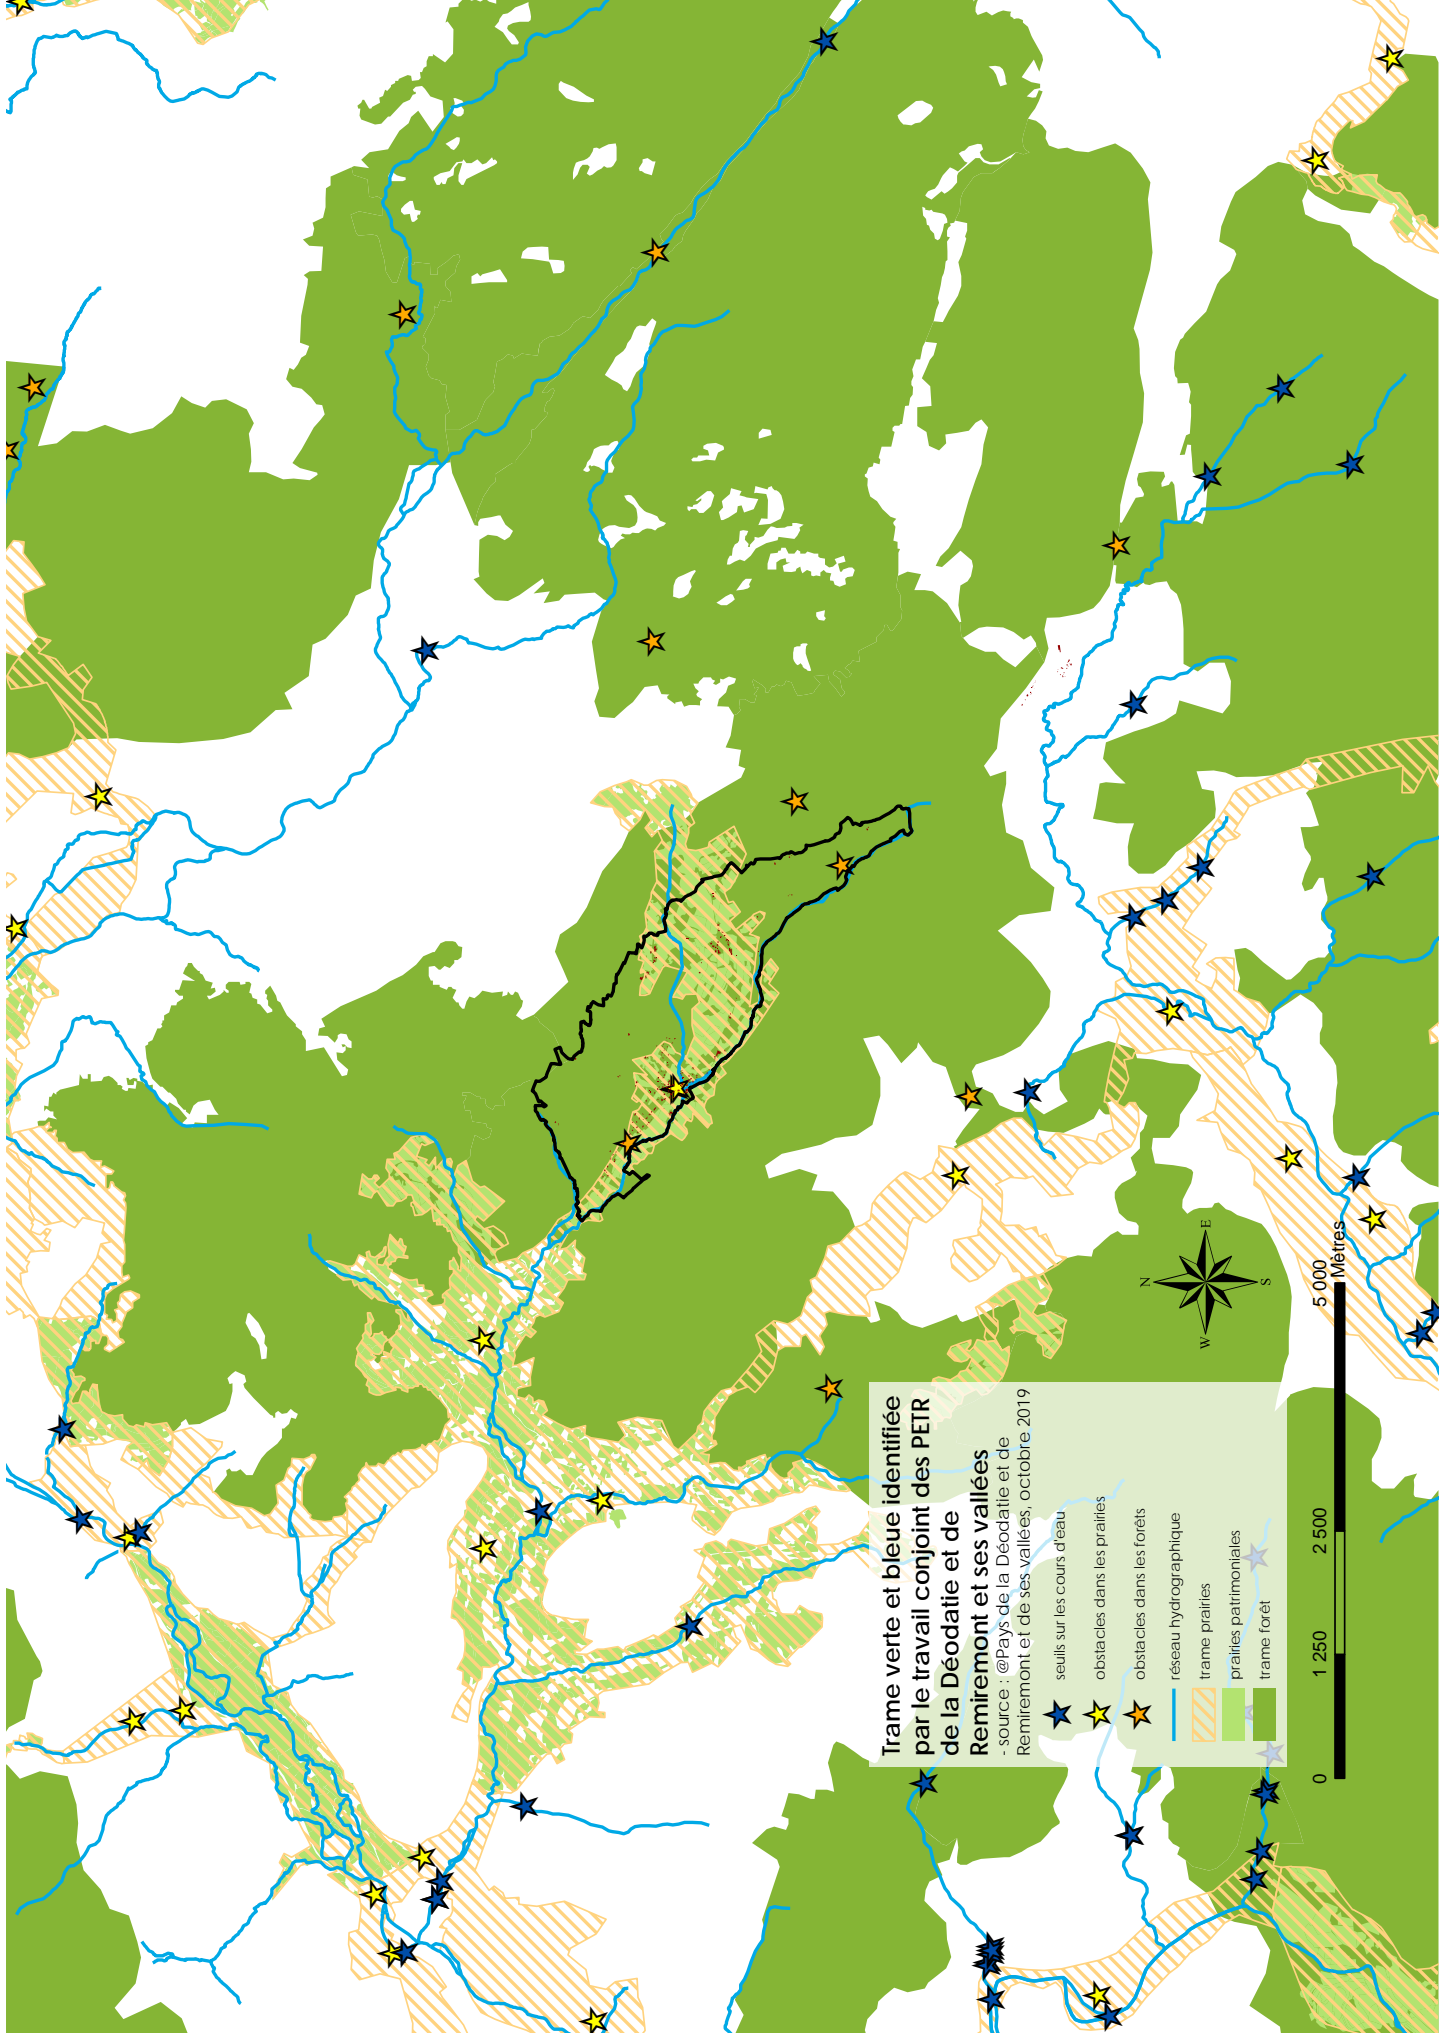 Trame verte et bleue identifiée
par le travail conjoint des PETR
de la Déodatie et de
Remiremont et ses vallées
- source : @Pays de la Déodatie et de
Remiremont et de ses vallées, octobre 2019
seuils sur les cours d'eau
obstacles dans les prairies
obstacles dans les forêts
réseau hydrographique
trame prairies
prairies patrimoniales
trame forêt
N
W
E
S
0
1 250
2 500
5 000
Mètres